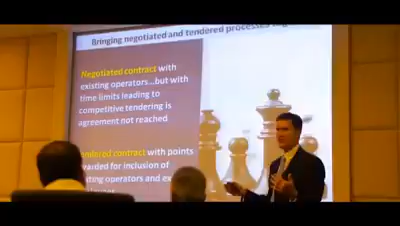 Bringing negotiated and tendered processes
Negotiated contract with
existing operators...but with
time limits leading to
competitive tendering is
agreement not reached
contract with points
for inclusion of
operators and